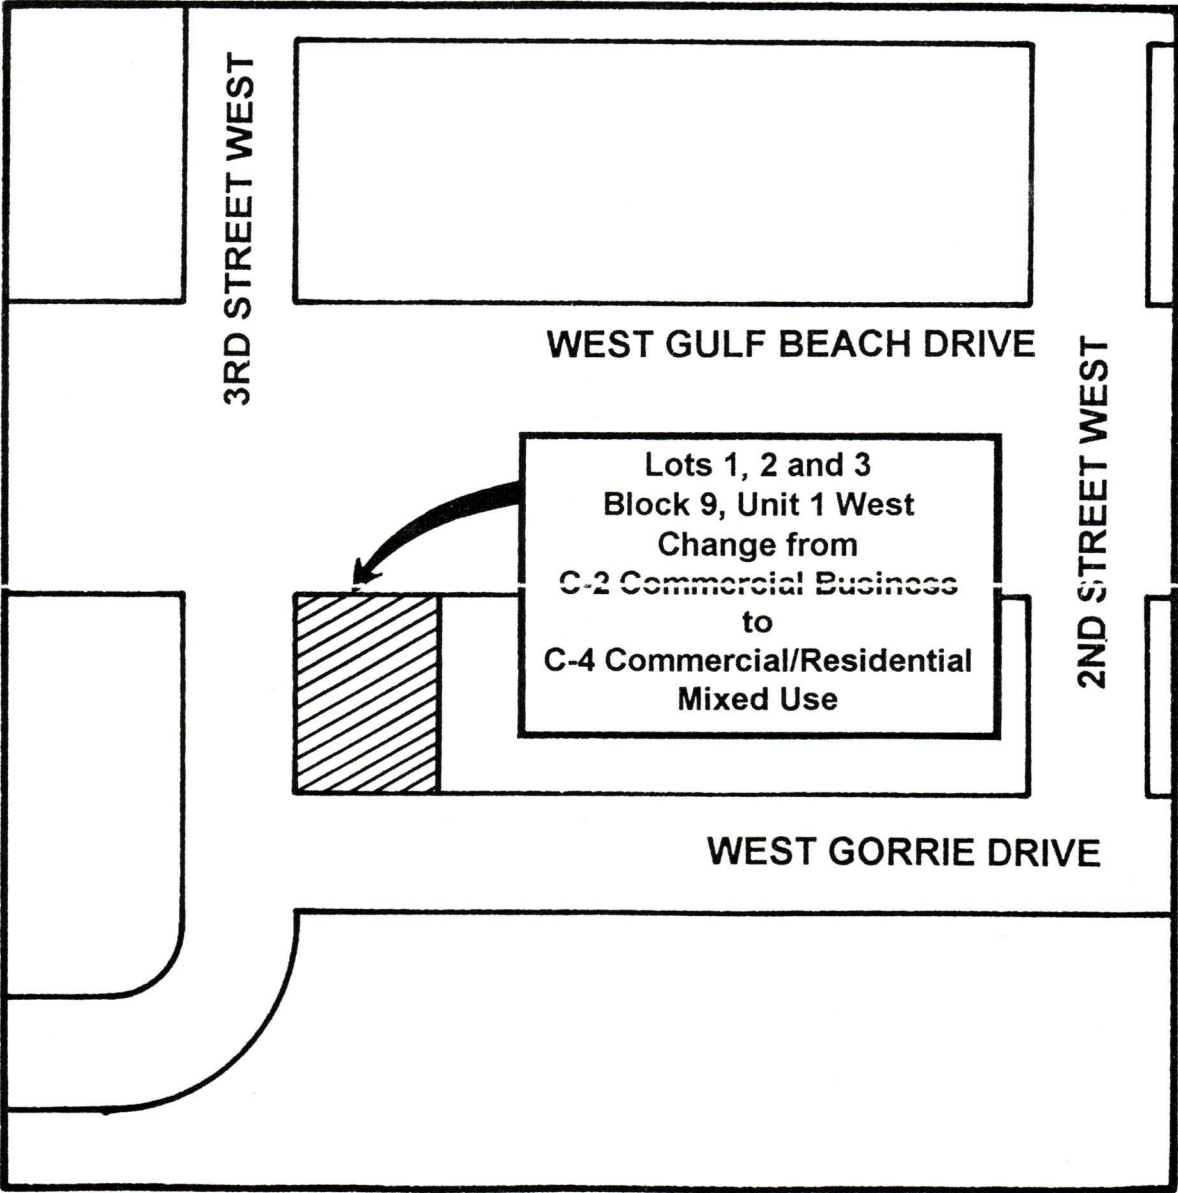 3RD STREET WEST
WEST GULF BEACH DRIVE
2ND STREET WEST
Lots 1, 2 and 3
Block 9, Unit 1 West
Change from
C-2 Commercial Business
to
C-4 Commercial/Residential
Mixed Use
WEST GORRIE DRIVE